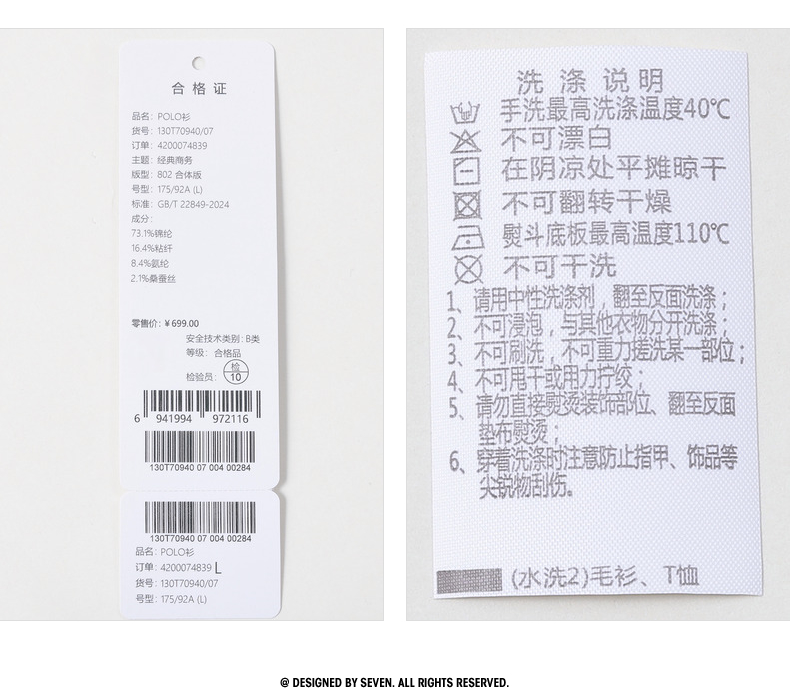 合格证
品名: POLO衫
货号: 130T70940/07
订单: 4200074839
主题: 经典商务
版型: 802 合体版
号型: 175/92A (L)
标准: GB/T 22849-2024
成分:
73.1%锦纶
16.4%粘纤
8.4%氨纶
2.1%桑蚕丝
零售价: ¥699.00
安全技术类别: B类
等级: 合格品
检验员: 检 10
6 941994 972116
130T70940 07 004 00284
130T70940 07 004 00284
品名: POLO衫
订单: 4200074839 L
货号: 130T70940/07
号型: 175/92A (L)
洗涤说明
手洗最高洗涤温度40℃
不可漂白
在阴凉处平摊晾干
不可翻转干燥
熨斗底板最高温度110℃
不可干洗
1、请用中性洗涤剂，翻至反面洗涤；
2、不可浸泡，与其他衣物分开洗涤；
3、不可刷洗，不可重力搓洗某一部位；
4、不可甩干或用力拧绞；
5、请勿直接熨烫装饰部位、翻至反面
垫布熨烫；
6、穿着洗涤时注意防止指甲、饰品等
尖锐物刮伤。
(水洗2)毛衫、T恤
@ DESIGNED BY SEVEN. ALL RIGHTS RESERVED.